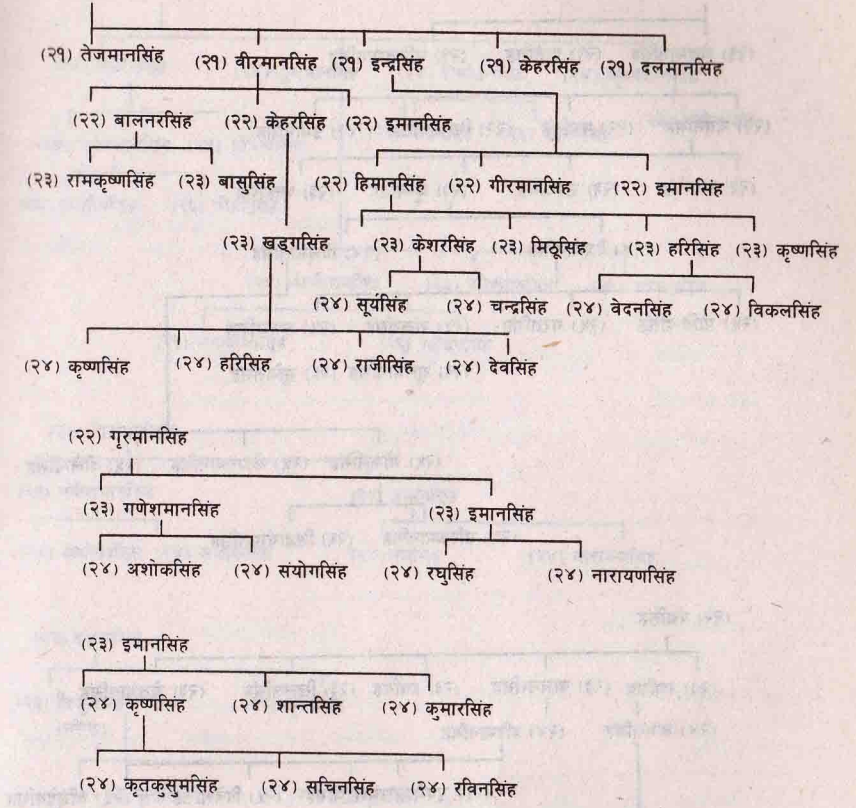 (२१) तेजमानसिंह (२१) वीरमानसिंह (२१) इन्द्रसिंह (२१) केहरसिंह (२१) दलमानसिंह
(२२) बालनरसिंह (२२) केहरसिंह (२२) इमानसिंह
(२३) रामकृष्णसिंह (२३) बासुसिंह (२२) हिमानसिंह (२२) गीरमानसिंह (२२) इमानसिंह
(२३) खड्गसिंह (२३) केशरसिंह (२३) मिठूसिंह (२३) हरिसिंह (२३) कृष्णसिंह
(२४) सूर्यसिंह (२४) चन्द्रसिंह (२४) वेदनसिंह (२४) विकलसिंह
(२४) कृष्णसिंह (२४) हरिसिंह (२४) राजीसिंह (२४) देवसिंह
(२२) गृरमानसिंह
(२३) गणेशमानसिंह (२३) इमानसिंह
(२४) अशोकसिंह (२४) संयोगसिंह (२४) रघुसिंह (२४) नारायणसिंह
(२३) इमानसिंह
(२४) कृष्णसिंह (२४) शान्तसिंह (२४) कुमारसिंह
(२४) कृतकुसुमसिंह (२४) सचिनसिंह (२४) रविनसिंह